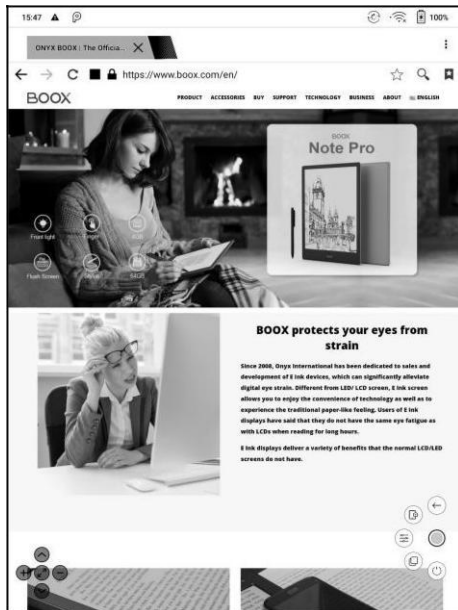 15:47
100%
ONYX BOOX : The Officia..
https://www.boox.com/en/
BOOX
PRODUCT ACCESSORIES BUY SUPPORT TECHNOLOGY BUSINESS ABOUT ENGLISH
BOOX
Note Pro
Front light
Flush Screen
64GB
BOOX protects your eyes from
strain
Since 2008, Onyx International has been dedicated to sales and
development of E Ink devices, which can significantly alleviate
digital eye strain. Different from LED/ LCD screen, E Ink screen
allows you to enjoy the convenience of technology as well as to
experience the traditional paper-like feeling. Users of E Ink
displays have said that they do not have the same eye fatigue as
with LCDs when reading for long hours.
E Ink displays deliver a variety of benefits that the normal LCD/LED
screens do not have.